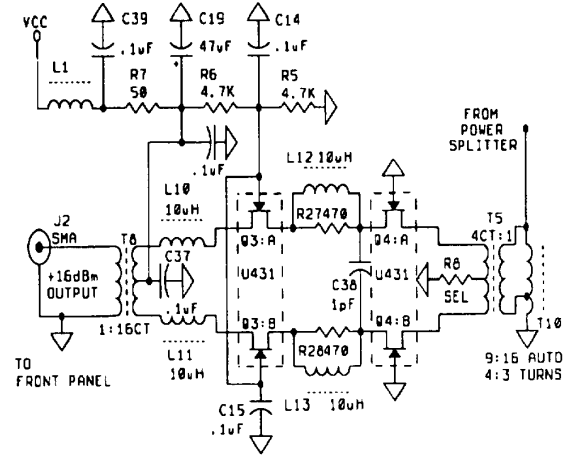 VCC
C39
.1uF
C19
47uF
+
C14
.1uF
L1
R7
50
R6
4.7K
R5
4.7K
FROM
POWER
SPLITTER
.1uF
L10
10uH
L12 10uH
T5
4CT:1
J2
SMA
T8
Q3:A
R27470
Q4:A
+16dBm
OUTPUT
C37
.1uF
U431
C38
1pF
U431
R8
SEL
1:16CT
Q3:B
Q4:B
T10
L11
10uH
R28470
9:16 AUTO
4:3 TURNS
TO
FRONT PANEL
C15
.1uF
L13 10uH